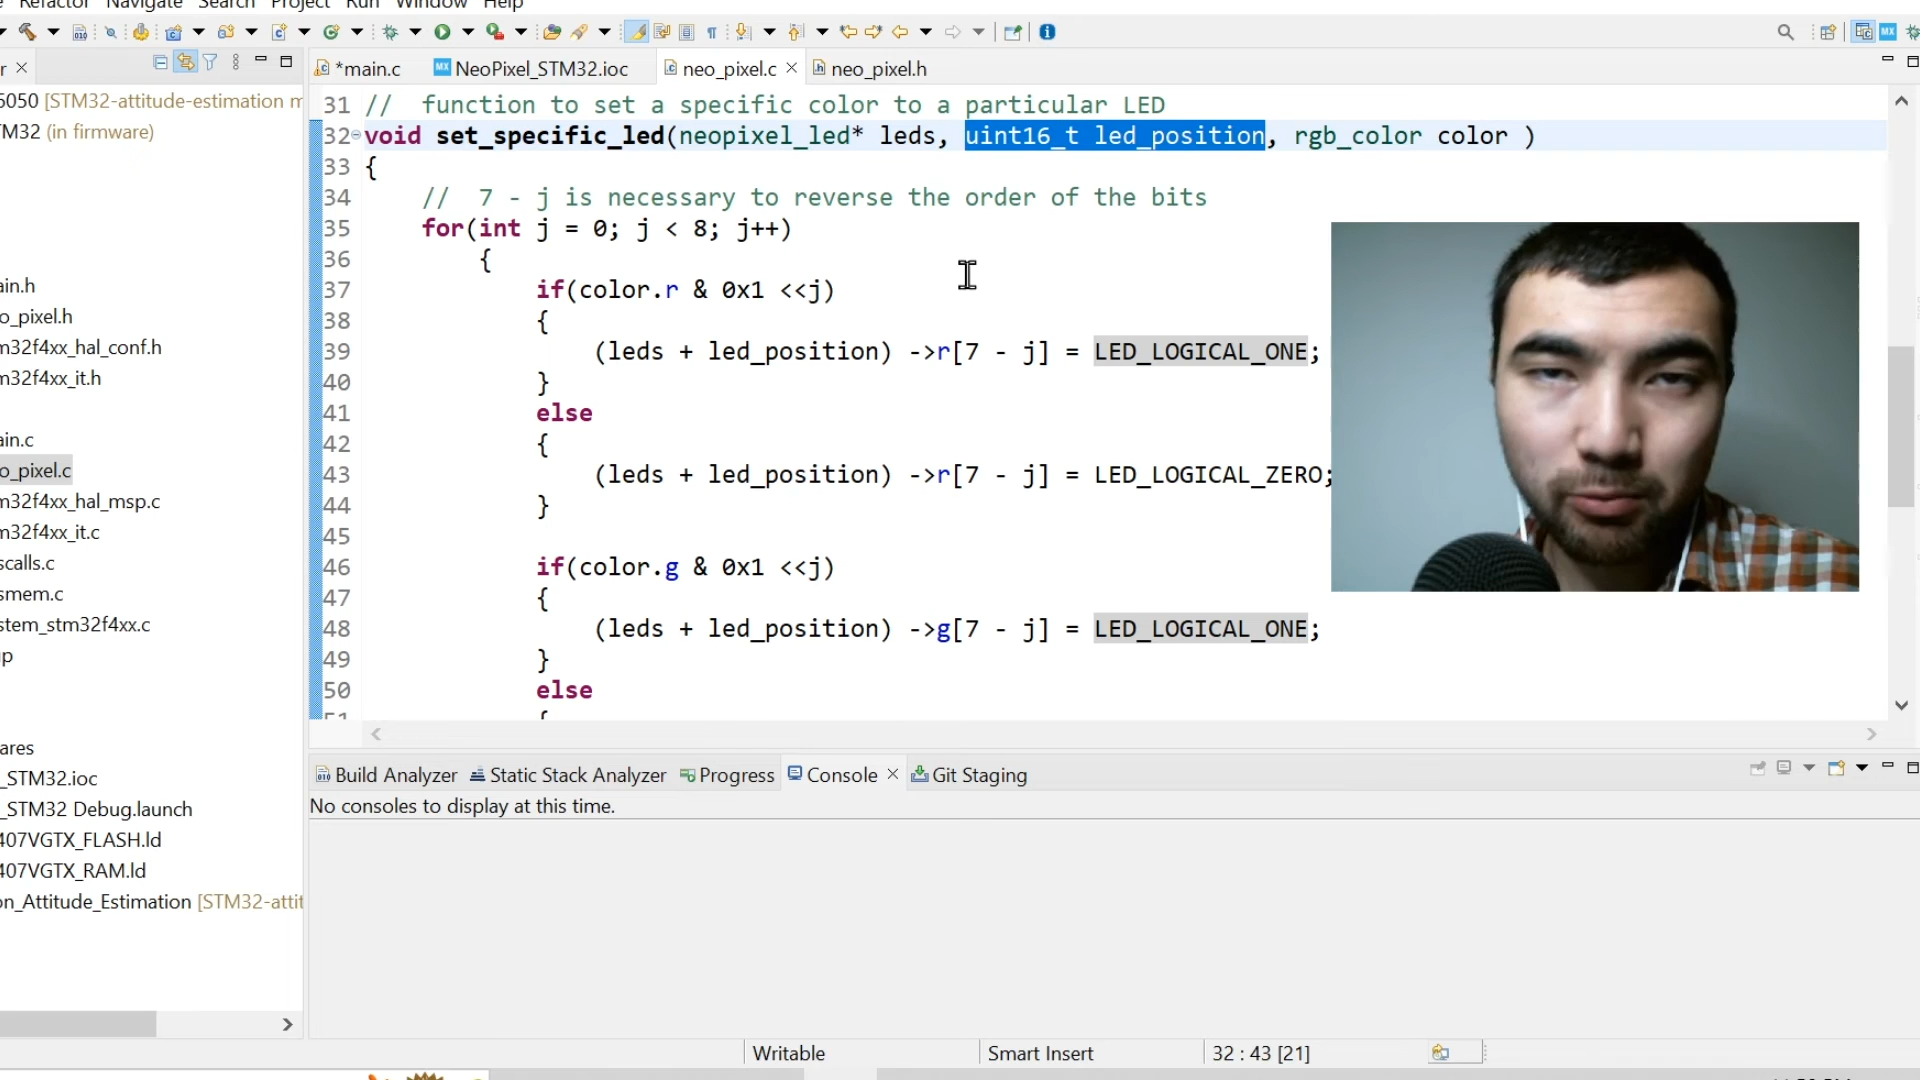 Refactor Navigate Search Project Run Window Help
r
*main.c NeoPixel_STM32.ioc neo_pixel.c neo_pixel.h
6050 [STM32-attitude-estimation m
TM32 (in firmware)
ain.h
o_pixel.h
m32f4xx_hal_conf.h
m32f4xx_it.h
ain.c
o_pixel.c
m32f4xx_hal_msp.c
m32f4xx_it.c
scalls.c
smem.c
stem_stm32f4xx.c
p
ares
_STM32.ioc
_STM32 Debug.launch
407VGTX_FLASH.ld
407VGTX_RAM.ld
on_Attitude_Estimation [STM32-attit
31 // function to set a specific color to a particular LED
32 void set_specific_led(neopixel_led* leds, uint16_t led_position, rgb_color color )
33 {
34 // 7 - j is necessary to reverse the order of the bits
35 for(int j = 0; j < 8; j++)
36 {
37 if(color.r & 0x1 <<j)
38 {
39 (leds + led_position) ->r[7 - j] = LED_LOGICAL_ONE;
40 }
41 else
42 {
43 (leds + led_position) ->r[7 - j] = LED_LOGICAL_ZERO;
44 }
45
46 if(color.g & 0x1 <<j)
47 {
48 (leds + led_position) ->g[7 - j] = LED_LOGICAL_ONE;
49 }
50 else
51 {
Build Analyzer Static Stack Analyzer Progress Console Git Staging
No consoles to display at this time.
Writable Smart Insert 32 : 43 [21]